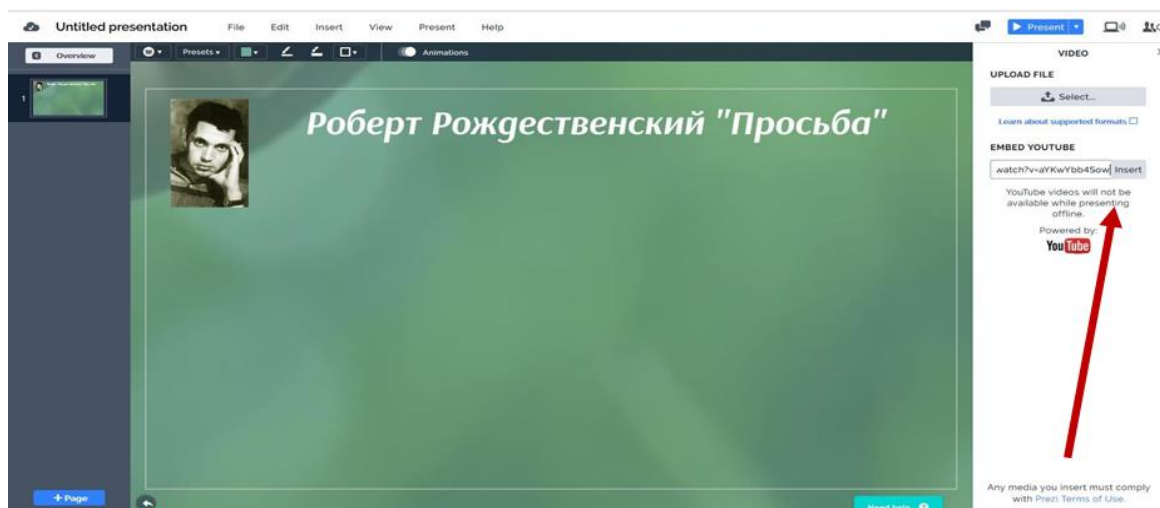 Untitled presentation File Edit Insert View Present Help Present
Overview Presets Animations VIDEO
UPLOAD FILE
1
Select...
Роберт Рождественский "Просьба"
Learn about supported formats
EMBED YOUTUBE
watch?v=aYKwYbb4Sow Insert
YouTube videos will not be
available while presenting
offline.
Powered by:
YouTube
Any media you insert must comply
with Prezi Terms of Use.
+ Page
Need help